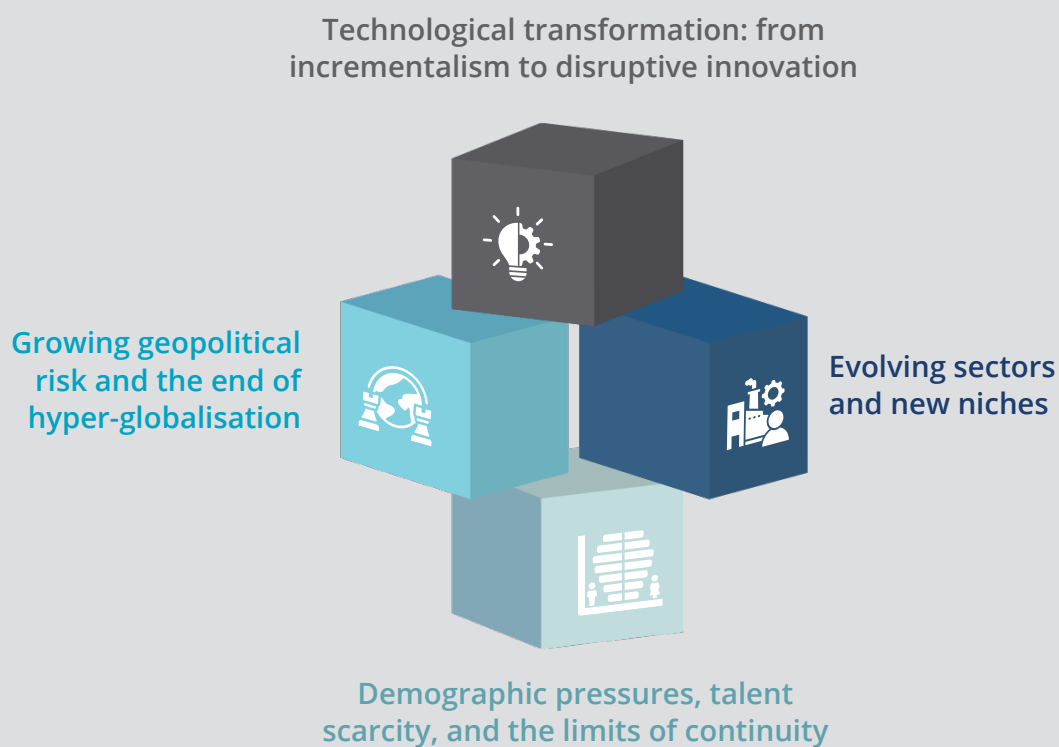 Technological transformation: from
incrementalism to disruptive innovation
Growing geopolitical
risk and the end of
hyper-globalisation
Evolving sectors
and new niches
Demographic pressures, talent
scarcity, and the limits of continuity